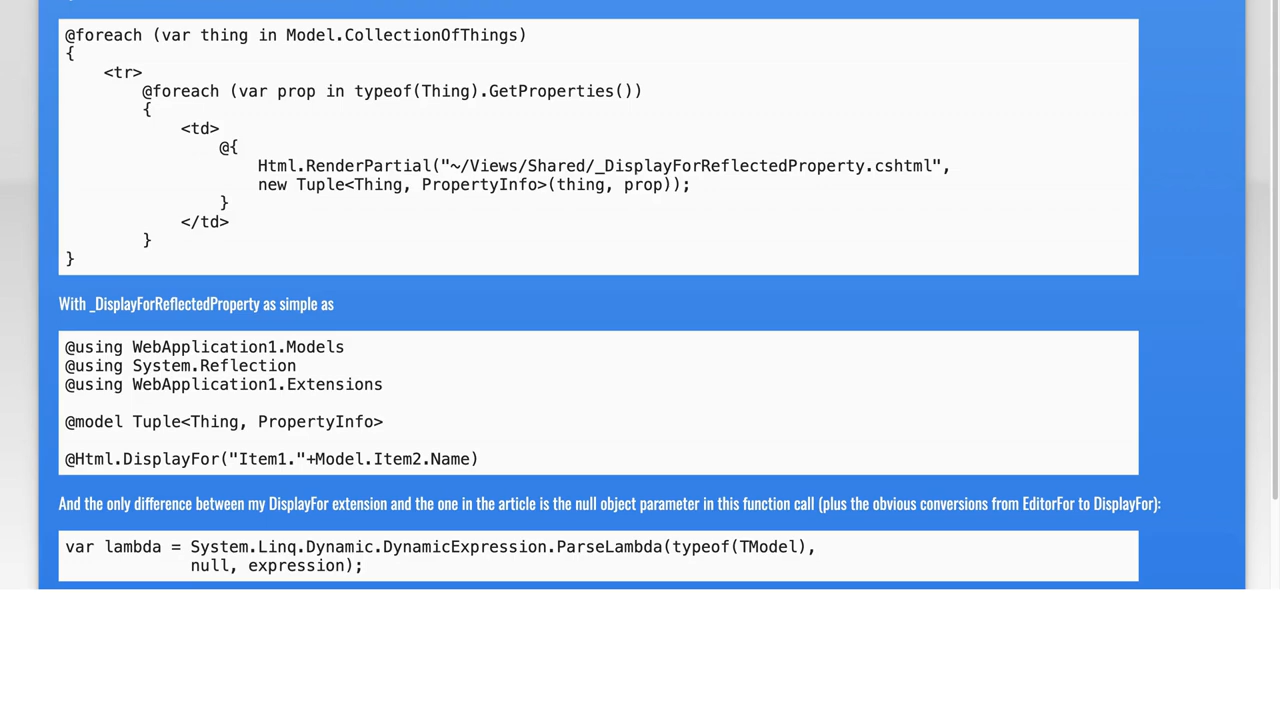 @foreach (var thing in Model.CollectionOfThings)
{
    <tr>
        @foreach (var prop in typeof(Thing).GetProperties())
        {
            <td>
                @{
                    Html.RenderPartial("~/Views/Shared/_DisplayForReflectedProperty.cshtml",
                    new Tuple<Thing, PropertyInfo>(thing, prop));
                }
            </td>
        }
}
With _DisplayForReflectedProperty as simple as
@using WebApplication1.Models
@using System.Reflection
@using WebApplication1.Extensions
@model Tuple<Thing, PropertyInfo>
@Html.DisplayFor("Item1."+Model.Item2.Name)
And the only difference between my DisplayFor extension and the one in the article is the null object parameter in this function call (plus the obvious conversions from EditorFor to DisplayFor):
var lambda = System.Linq.Dynamic.DynamicExpression.ParseLambda(typeof(TModel),
             null, expression);